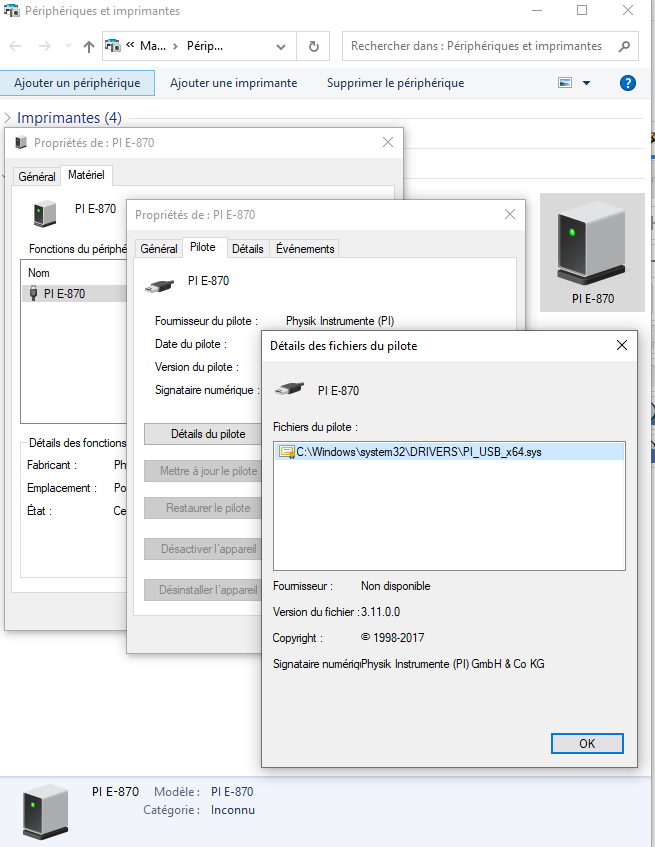 Périphériques et imprimantes
« Ma... › Périp...
Rechercher dans : Périphériques et imprimantes
Ajouter un périphérique Ajouter une imprimante Supprimer le périphérique ?
Imprimantes (4)
Propriétés de : PI E-870
Général Matériel
PI E-870
Fonctions du périphé
Nom
PI E-870
Détails des fonctions
Fabricant : Ph
Emplacement : Po
État : Ce
Propriétés de : PI E-870
Général Pilote Détails Événements
PI E-870
Fournisseur du pilote : Physik Instrumente (PI)
Date du pilote :
Version du pilote :
Signataire numérique :
Détails du pilote
Mettre à jour le pilote
Restaurer le pilote
Désactiver l'appareil
Désinstaller l'appareil
PI E-870
Détails des fichiers du pilote
PI E-870
Fichiers du pilote :
C:\Windows\system32\DRIVERS\PI_USB_x64.sys
Fournisseur : Non disponible
Version du fichier : 3.11.0.0
Copyright : © 1998-2017
Signataire numériq Physik Instrumente (PI) GmbH & Co KG
OK
PI E-870 Modèle : PI E-870
Catégorie : Inconnu